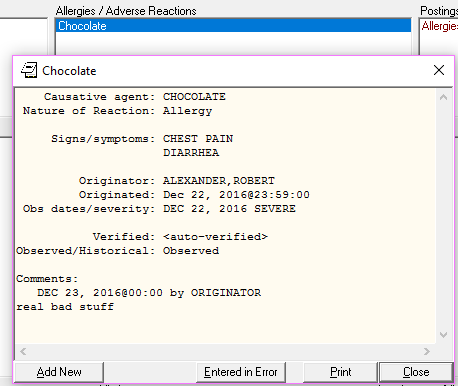 Allergies / Adverse Reactions
Postings
Chocolate
Allergies
Chocolate
Causative agent: CHOCOLATE
Nature of Reaction: Allergy
Signs/symptoms: CHEST PAIN
DIARRHEA
Originator: ALEXANDER,ROBERT
Originated: Dec 22, 2016@23:59:00
Obs dates/severity: DEC 22, 2016 SEVERE
Verified: <auto-verified>
Observed/Historical: Observed
Comments:
DEC 23, 2016@00:00 by ORIGINATOR
real bad stuff
Add New
Entered in Error
Print
Close